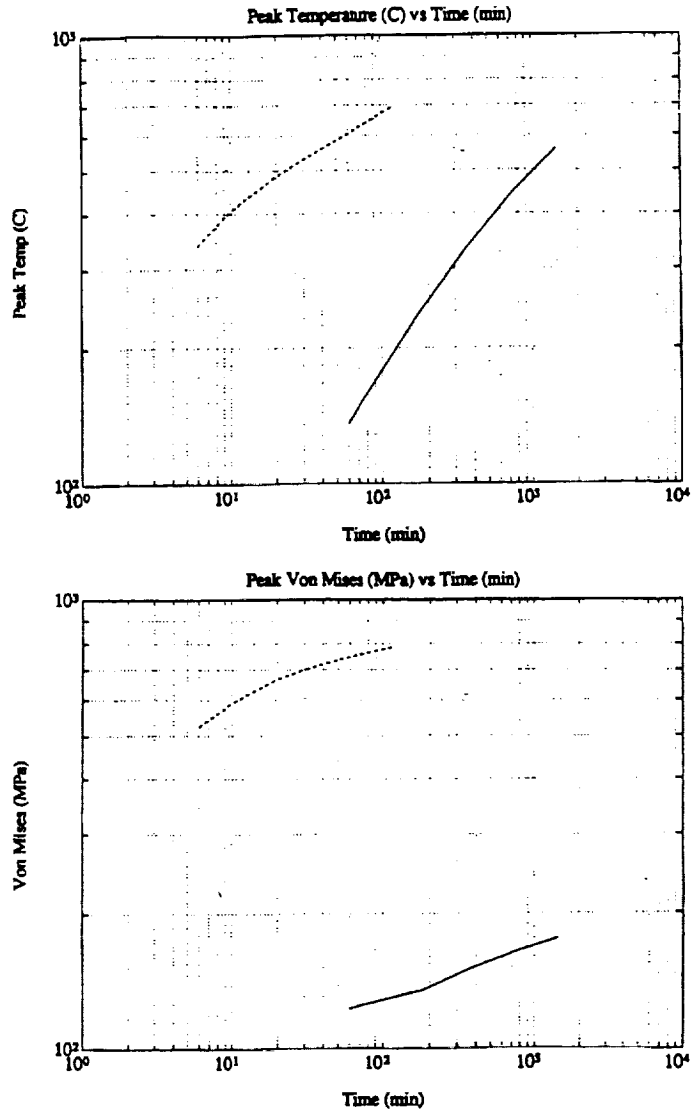 Peak Temperature (C) vs Time (min)
10³
Peak Temp (C)
10²
10⁰ 10¹ 10² 10³ 10⁴
Time (min)
Peak Von Mises (MPa) vs Time (min)
10³
Von Mises (MPa)
10²
10⁰ 10¹ 10² 10³ 10⁴
Time (min)